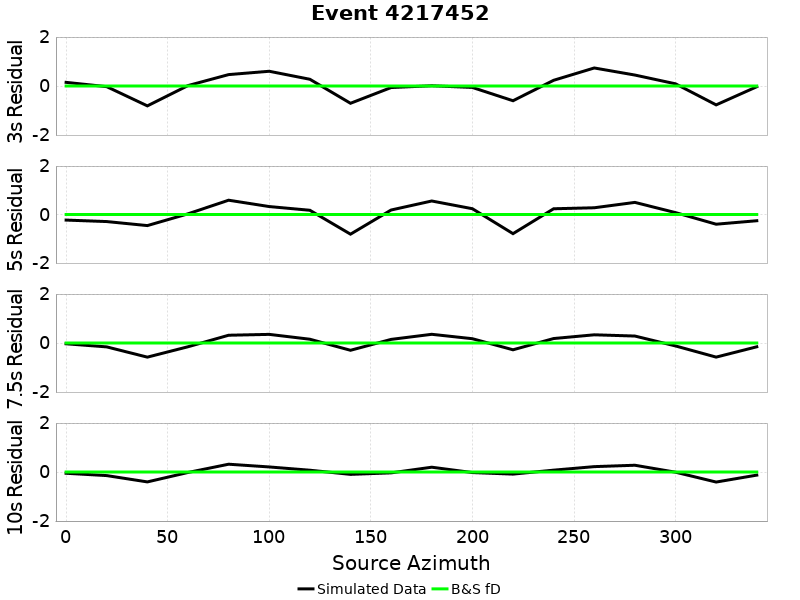 Event 4217452
3s Residual
2
0
-2
5s Residual
2
0
-2
7.5s Residual
2
0
-2
10s Residual
2
0
-2
0 50 100 150 200 250 300
Source Azimuth
Simulated Data B&S fD